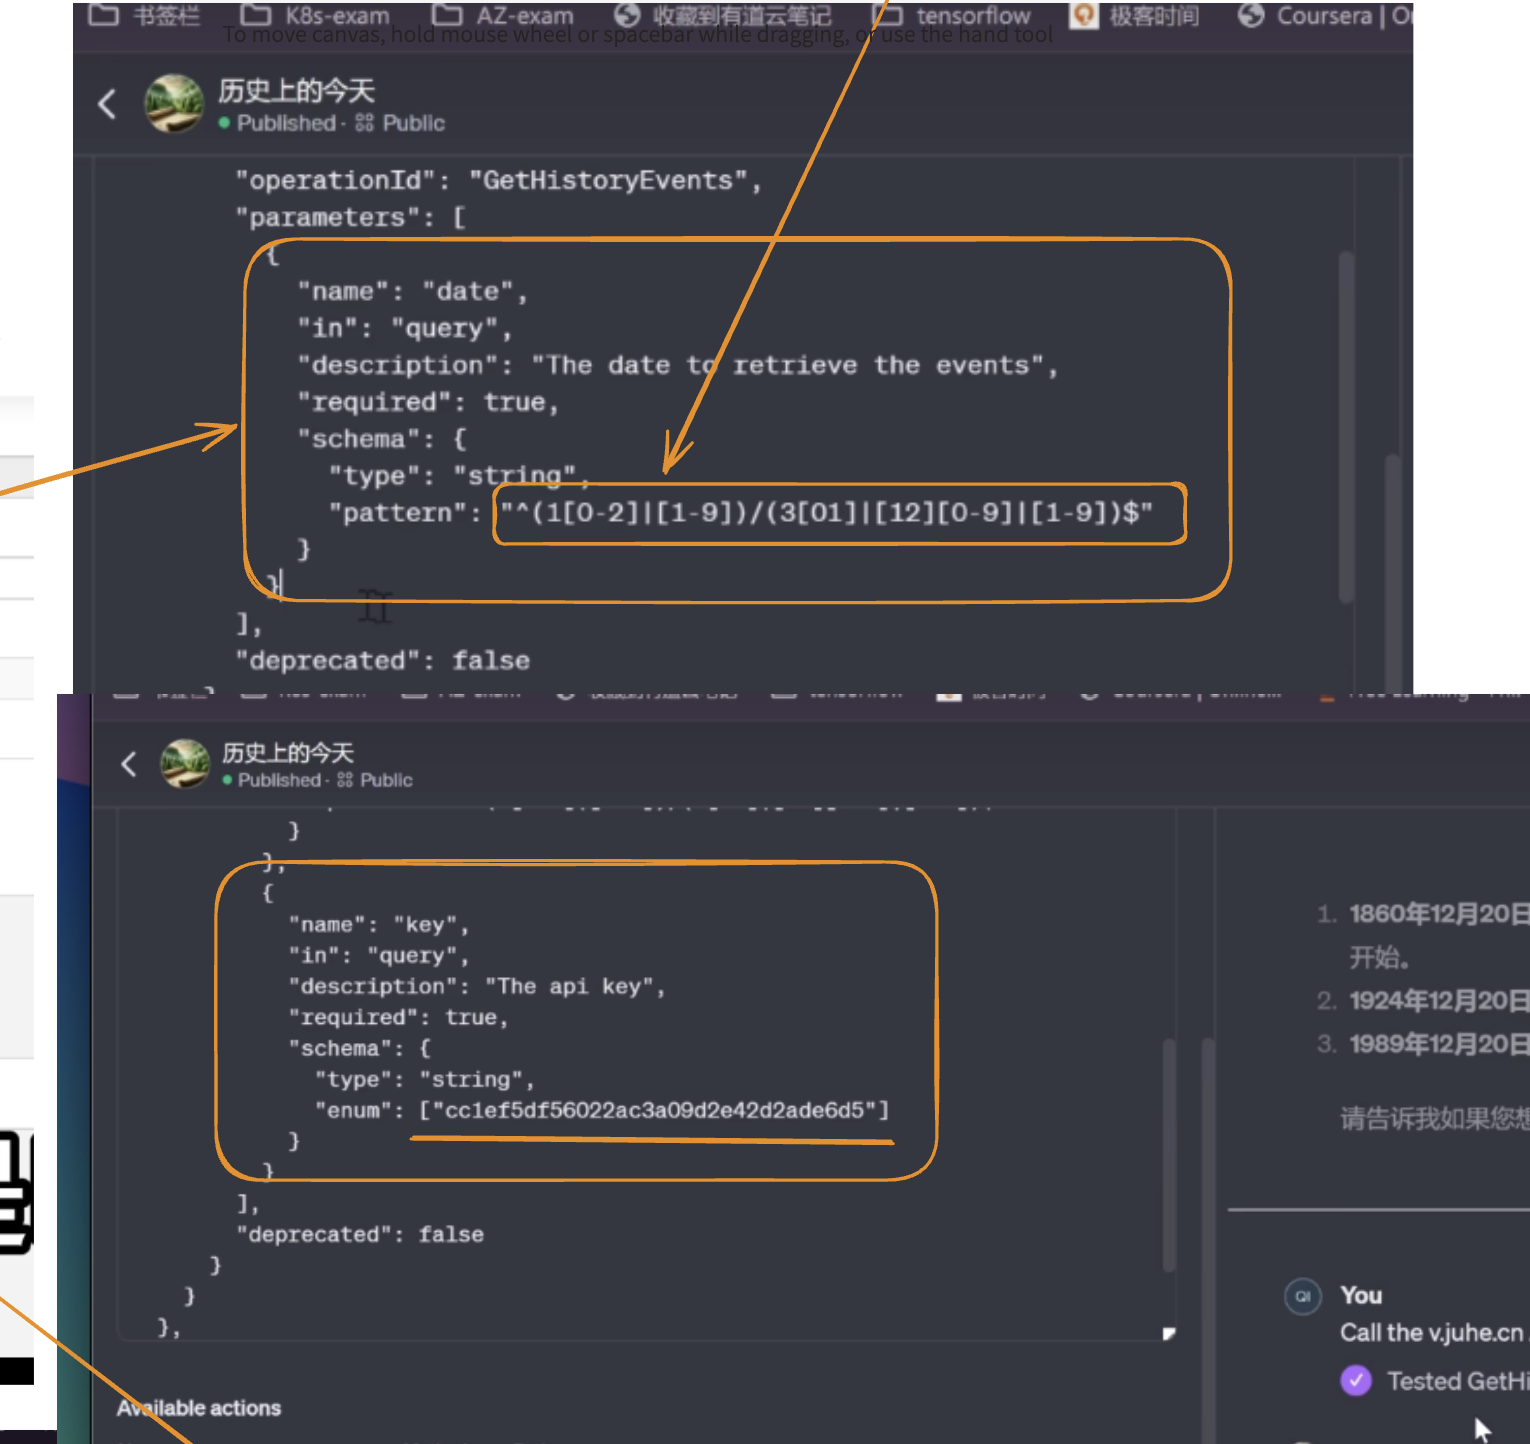 书签栏 K8s-exam AZ-exam 收藏到有道云笔记 tensorflow 极客时间 Coursera | O
To move canvas, hold mouse wheel or spacebar while dragging, or use the hand tool
历史上的今天
Published · Public
"operationId": "GetHistoryEvents",
"parameters": [
{
"name": "date",
"in": "query",
"description": "The date to retrieve the events",
"required": true,
"schema": {
"type": "string",
"pattern": "^(1[0-2]|[1-9])/(3[01]|[12][0-9]|[1-9])$"
}
}
],
"deprecated": false
历史上的今天
Published · Public
}
},
{
"name": "key",
"in": "query",
"description": "The api key",
"required": true,
"schema": {
"type": "string",
"enum": ["cc1ef5df56022ac3a09d2e42d2ade6d5"]
}
}
],
"deprecated": false
}
}
},
Available actions
1. 1860年12月20日
开始。
2. 1924年12月20日
3. 1989年12月20日
请告诉我如果您想
QI You
Call the v.juhe.cn
Tested GetHi